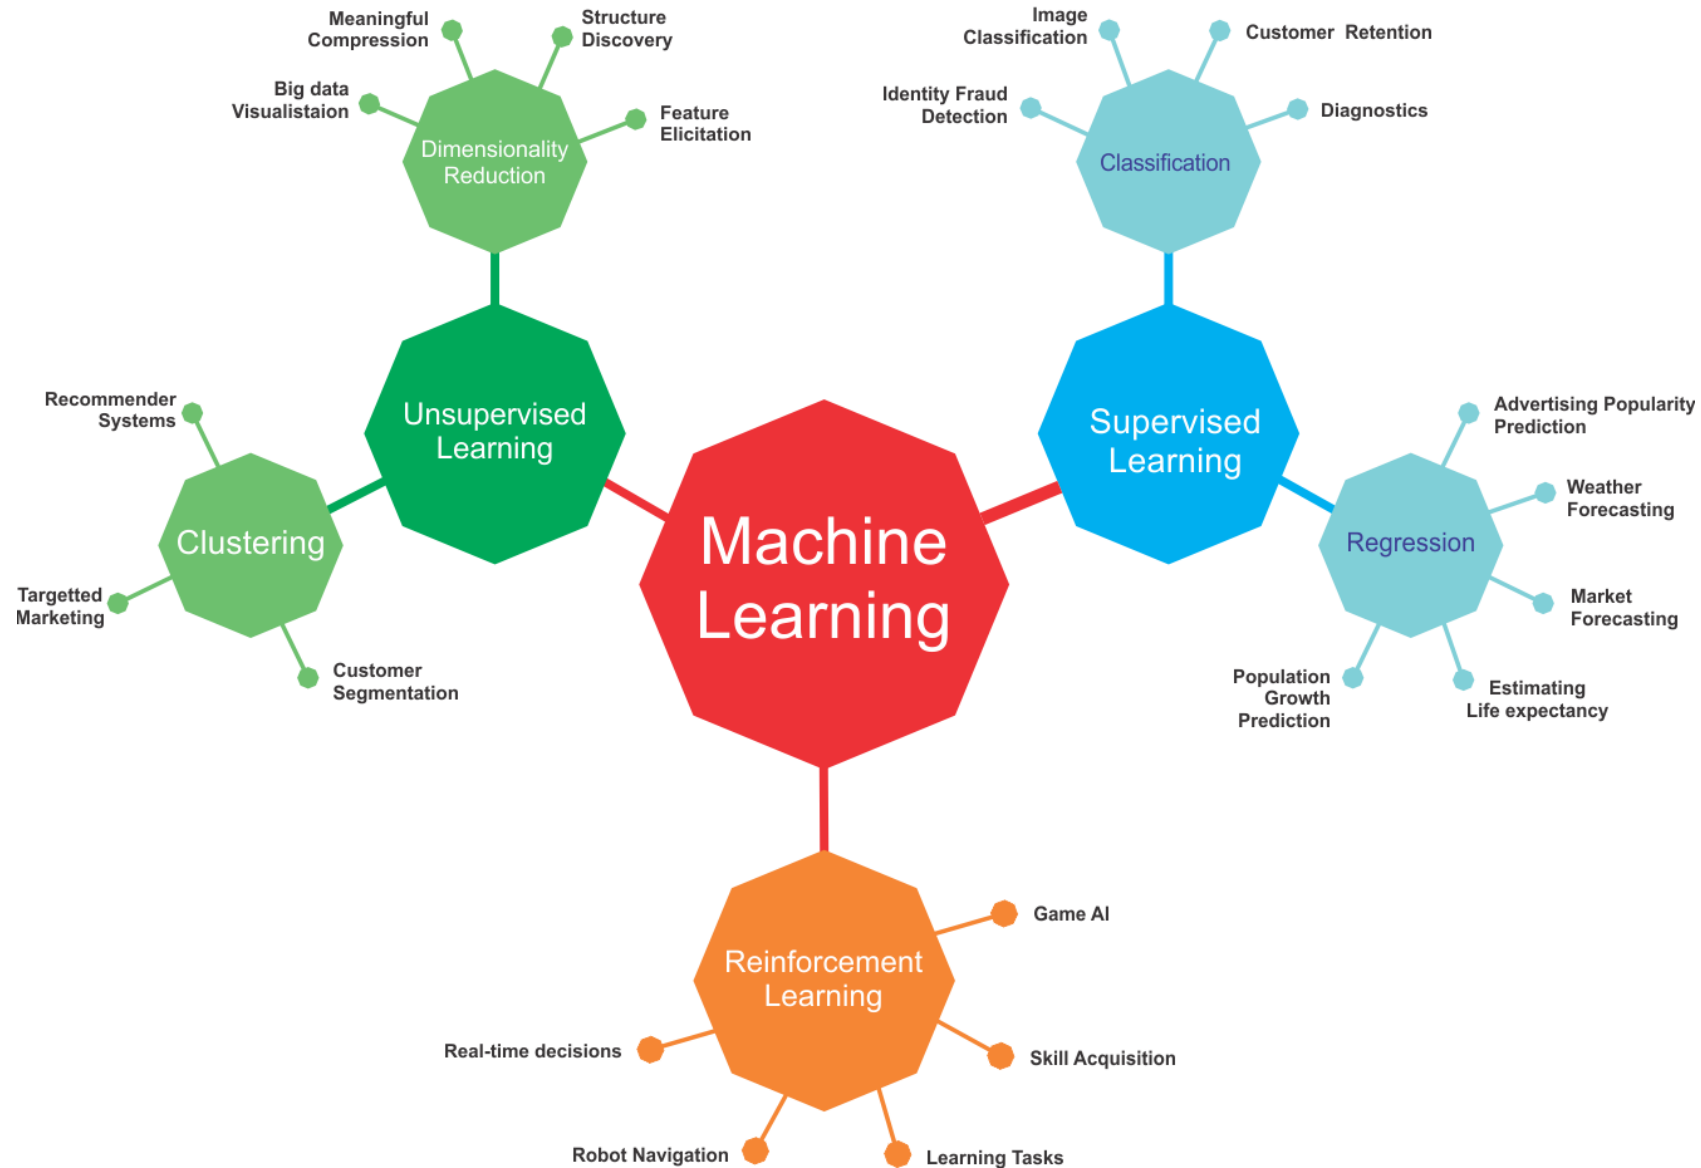 Meaningful
Compression
Structure
Discovery
Big data
Visualistaion
Feature
Elicitation
Dimensionality
Reduction
Image
Classification
Customer Retention
Identity Fraud
Detection
Diagnostics
Classification
Recommender
Systems
Unsupervised
Learning
Clustering
Targetted
Marketing
Customer
Segmentation
Machine
Learning
Supervised
Learning
Advertising Popularity
Prediction
Weather
Forecasting
Regression
Market
Forecasting
Population
Growth
Prediction
Estimating
Life expectancy
Reinforcement
Learning
Game AI
Real-time decisions
Skill Acquisition
Robot Navigation
Learning Tasks